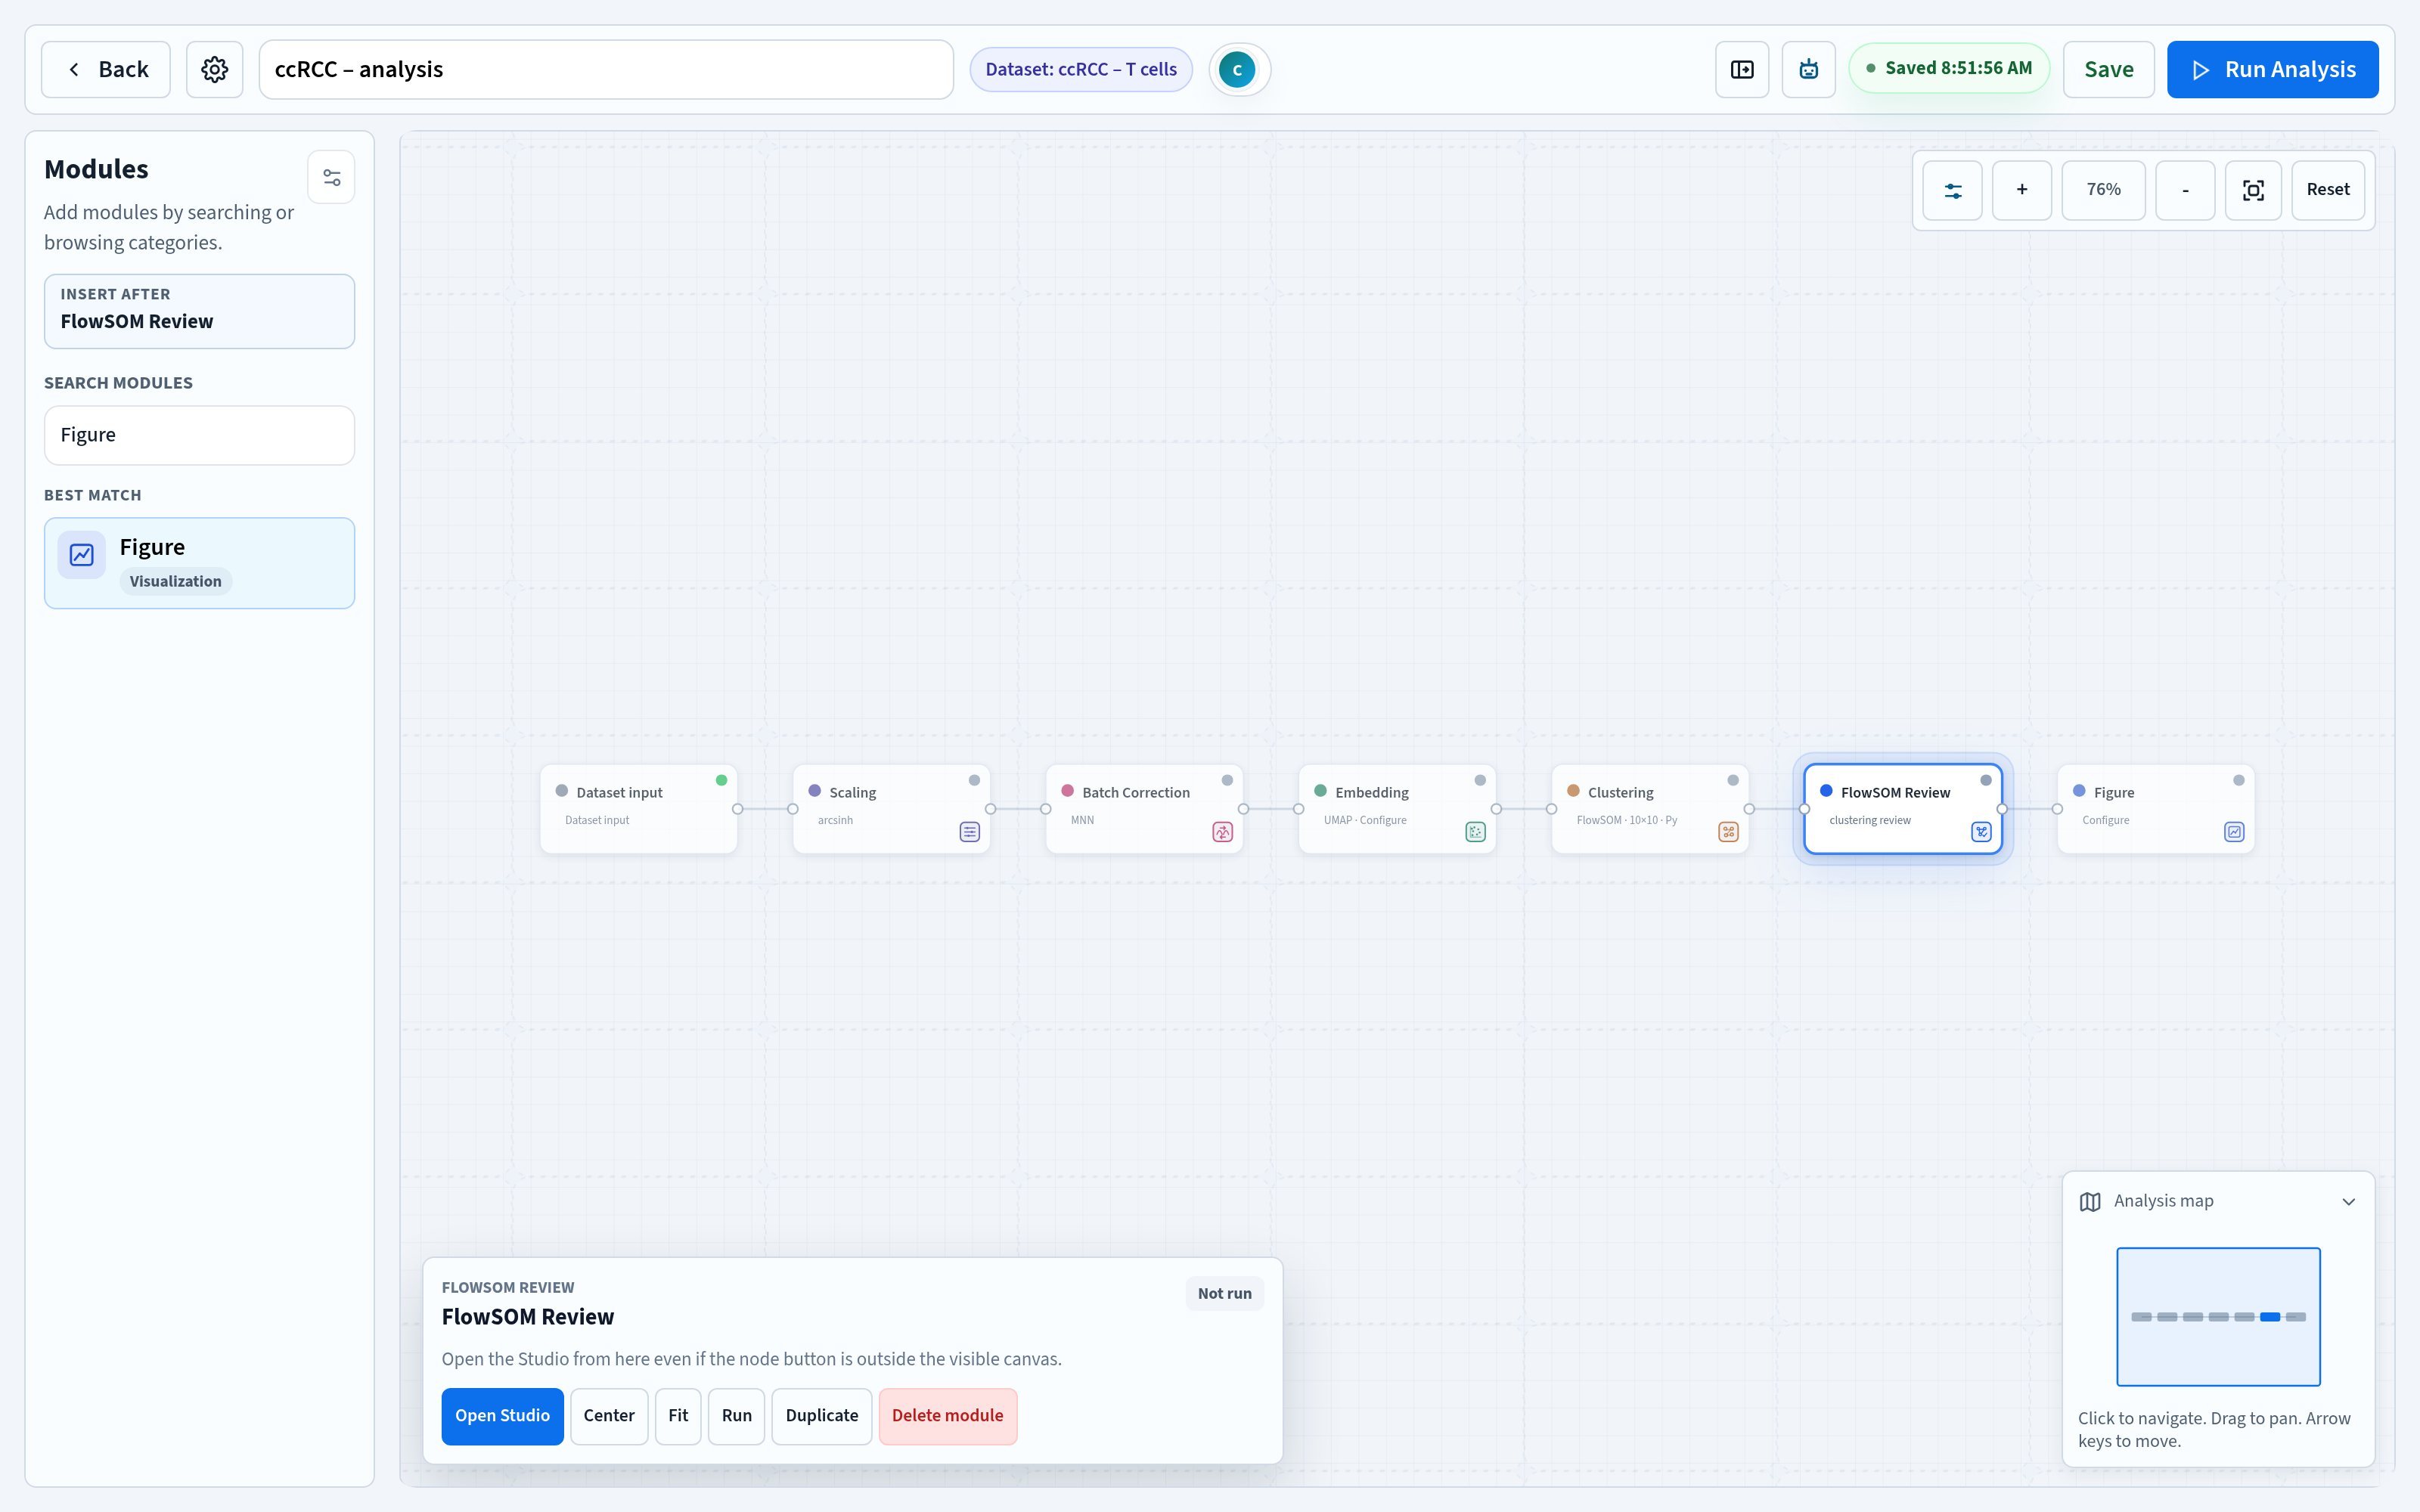 Back
ccRCC – analysis
Dataset: ccRCC – T cells
C
Saved 8:51:56 AM
Save
Run Analysis
Modules
Add modules by searching or
browsing categories.
INSERT AFTER
FlowSOM Review
SEARCH MODULES
Figure
BEST MATCH
Figure
Visualization
+
76%
-
Reset
Dataset input
Dataset input
Scaling
arcsinh
Batch Correction
MNN
Embedding
UMAP · Configure
Clustering
FlowSOM · 10×10 · Py
FlowSOM Review
clustering review
Figure
Configure
FLOWSOM REVIEW
FlowSOM Review
Not run
Open the Studio from here even if the node button is outside the visible canvas.
Open Studio
Center
Fit
Run
Duplicate
Delete module
Analysis map
Click to navigate. Drag to pan. Arrow
keys to move.